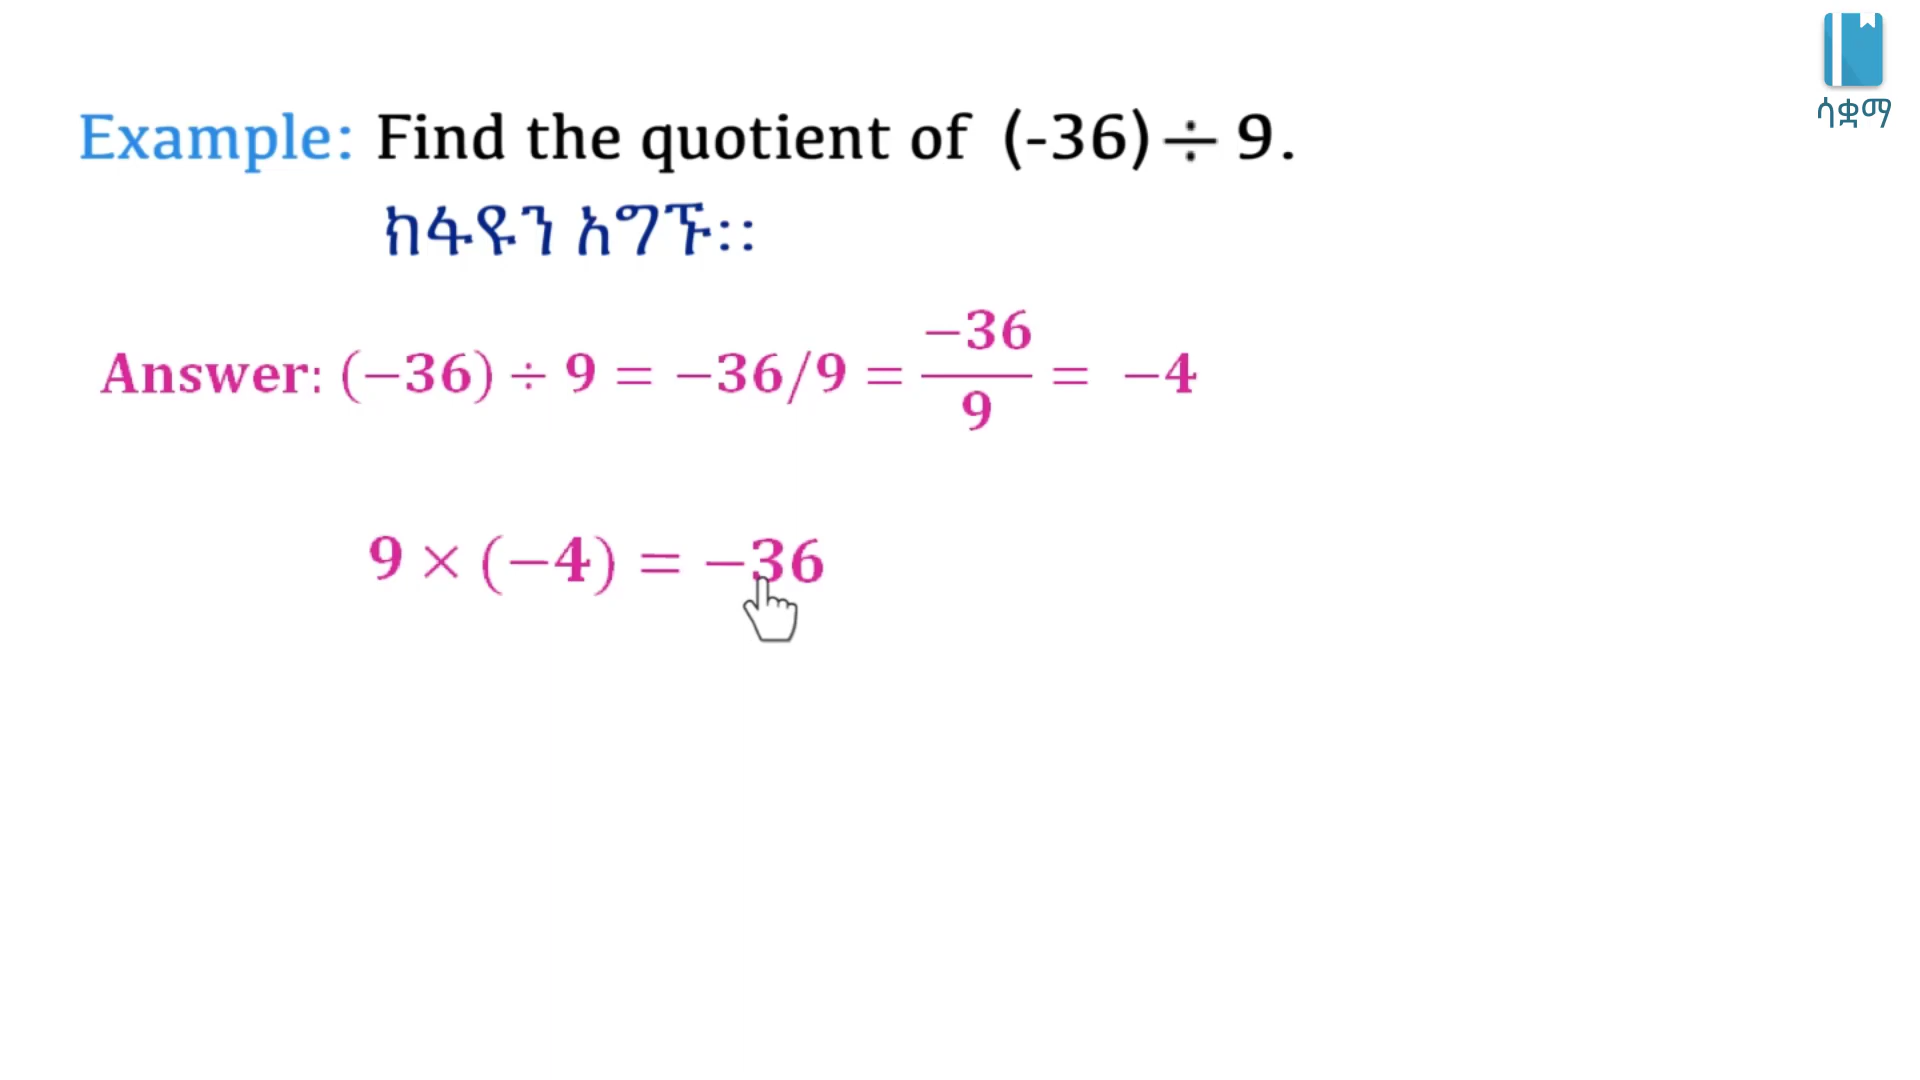 ሳቋማ
Example: Find the quotient of (-36) ÷ 9.
ክፋዩን አግኙ፡፡
Answer: (−36) ÷ 9 = −36/9 = −36/9 = −4
9 × (−4) = −36